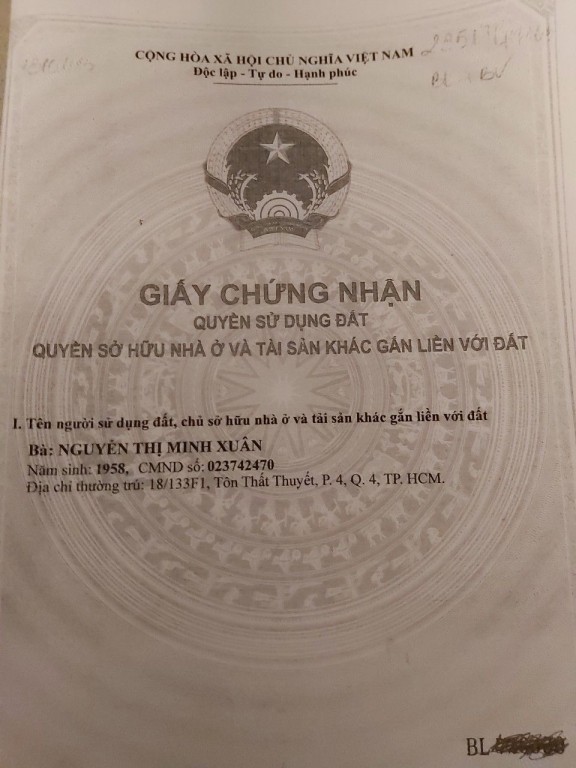 CỘNG HÒA XÃ HỘI CHỦ NGHĨA VIỆT NAM
Độc lập - Tự do - Hạnh phúc
GIẤY CHỨNG NHẬN
QUYỀN SỬ DỤNG ĐẤT
QUYỀN SỞ HỮU NHÀ Ở VÀ TÀI SẢN KHÁC GẮN LIỀN VỚI ĐẤT
I. Tên người sử dụng đất, chủ sở hữu nhà ở và tài sản khác gắn liền với đất
Bà: NGUYỄN THỊ MINH XUÂN
Năm sinh: 1958, CMND số: 023742470
Địa chỉ thường trú: 18/133F1, Tôn Thất Thuyết, P. 4, Q. 4, TP. HCM.
BL